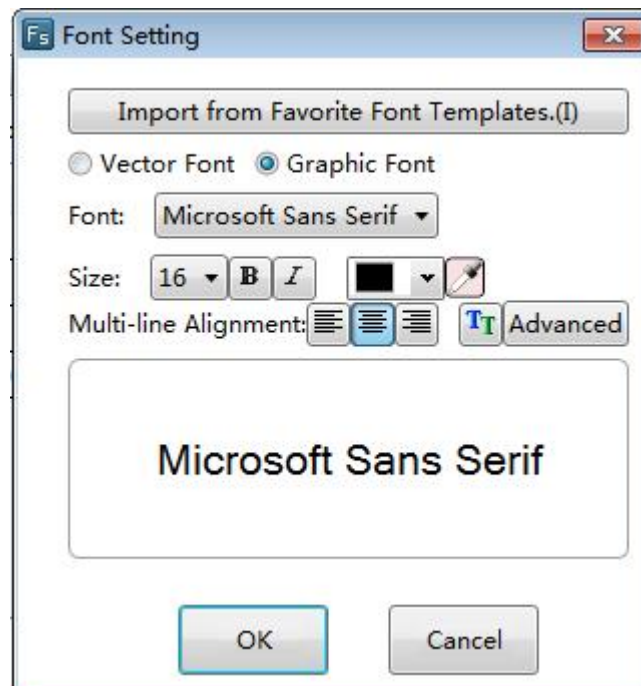 Fs Font Setting
Import from Favorite Font Templates.(I)
Vector Font Graphic Font
Font: Microsoft Sans Serif
Size: 16 B I
Multi-line Alignment: TT Advanced
Microsoft Sans Serif
OK Cancel